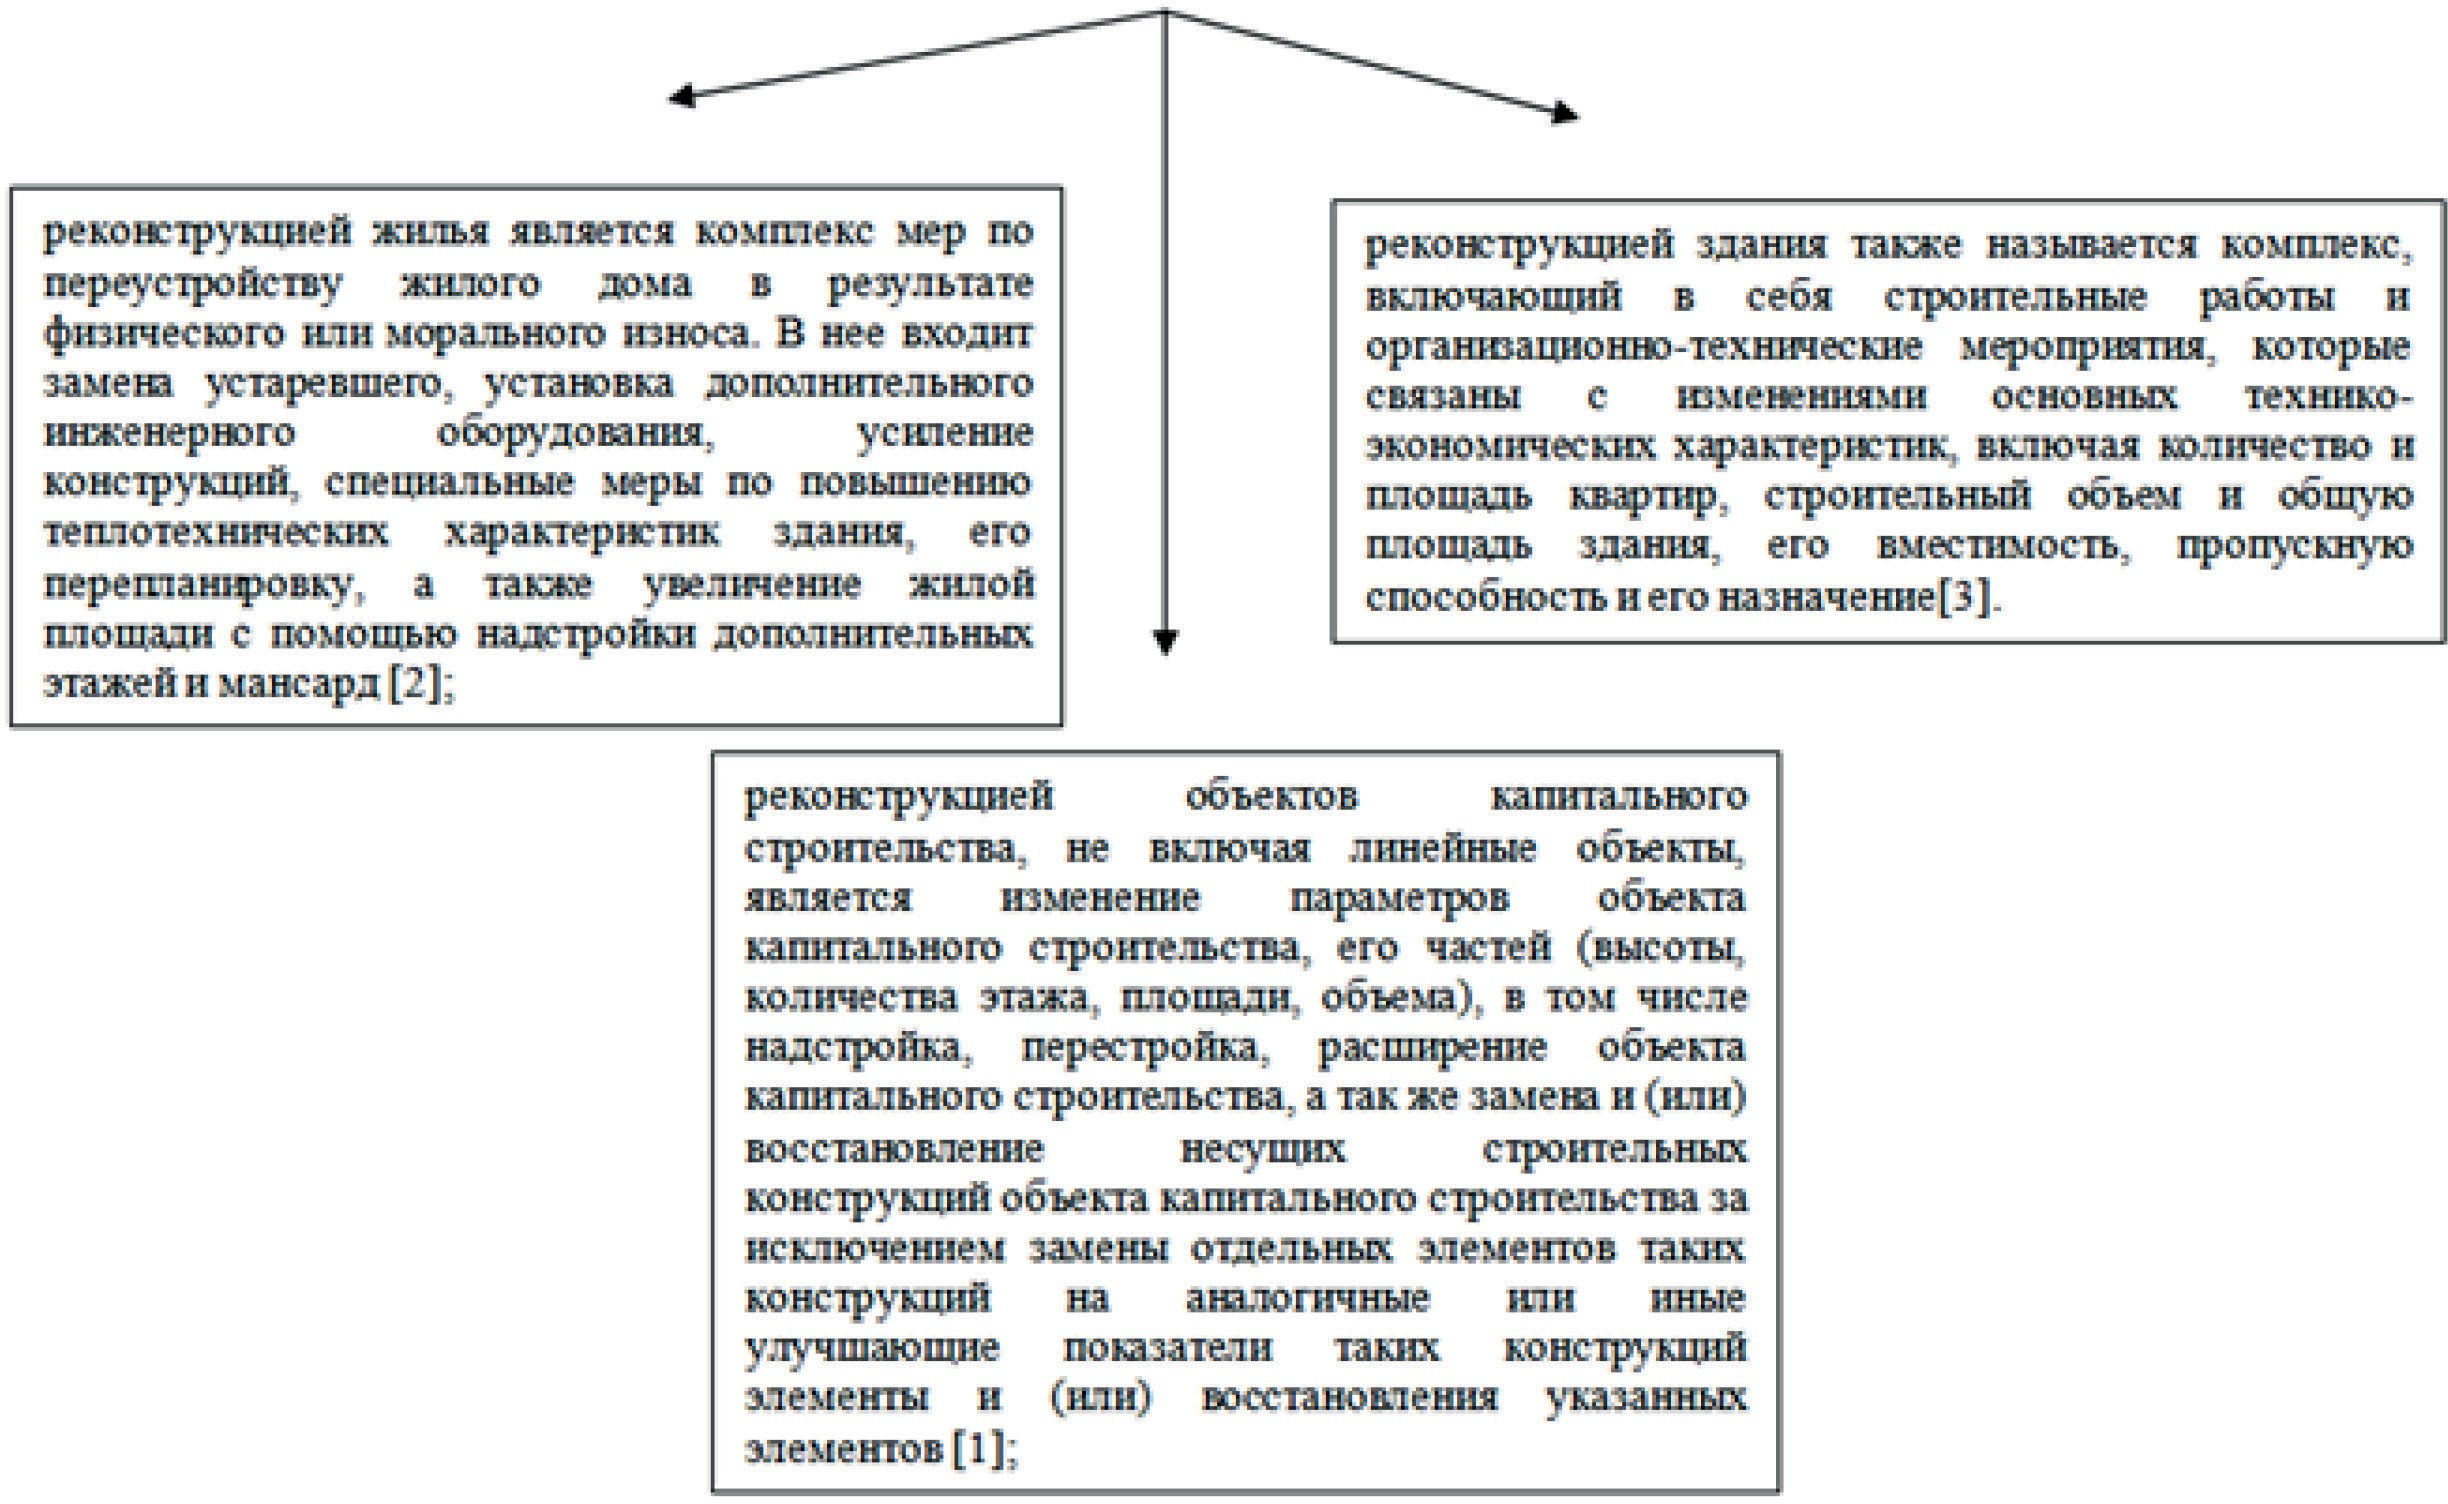 реконструкцией жилья является комплекс мер по
переустройству жилого дома в результате
физического или морального износа. В нее входит
замена устаревшего, установка дополнительного
инженерного оборудования, усиление
конструкций, специальные меры по повышению
теплотехнических характеристик здания, его
перепланировку, а также увеличение жилой
площади с помощью надстройки дополнительных
этажей и мансард [2];
реконструкцией здания также называется комплекс,
включающий в себя строительные работы и
организационно-технические мероприятия, которые
связаны с изменениями основных технико-
экономических характеристик, включая количество и
площадь квартир, строительный объем и общую
площадь здания, его вместимость, пропускную
способность и его назначение[3].
реконструкцией объектов капитального
строительства, не включая линейные объекты,
является изменение параметров объекта
капитального строительства, его частей (высоты,
количества этажа, площади, объема), в том числе
надстройка, перестройка, расширение объекта
капитального строительства, а так же замена и (или)
восстановление несущих строительных
конструкций объекта капитального строительства за
исключением замены отдельных элементов таких
конструкций на аналогичные или иные
улучшающие показатели таких конструкций
элементы и (или) восстановления указанных
элементов [1];